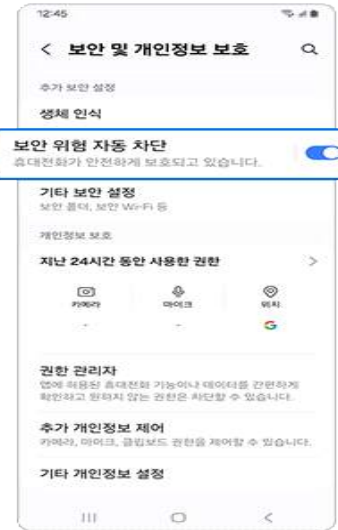 12:45
보안 및 개인정보 보호
추가 보안 설정
생체 인식
보안 위험 자동 차단
휴대전화가 안전하게 보호되고 있습니다.
기타 보안 설정
보안 폴더, 보안 Wi-Fi 등
개인정보 보호
지난 24시간 동안 사용한 권한
카메라 마이크 위치
- - G
권한 관리자
앱에 허용된 휴대전화 기능이나 데이터를 간편하게
확인하고 원하지 않는 권한은 차단할 수 있습니다.
추가 개인정보 제어
카메라, 마이크, 클립보드 권한을 제어할 수 있습니다.
기타 개인정보 설정